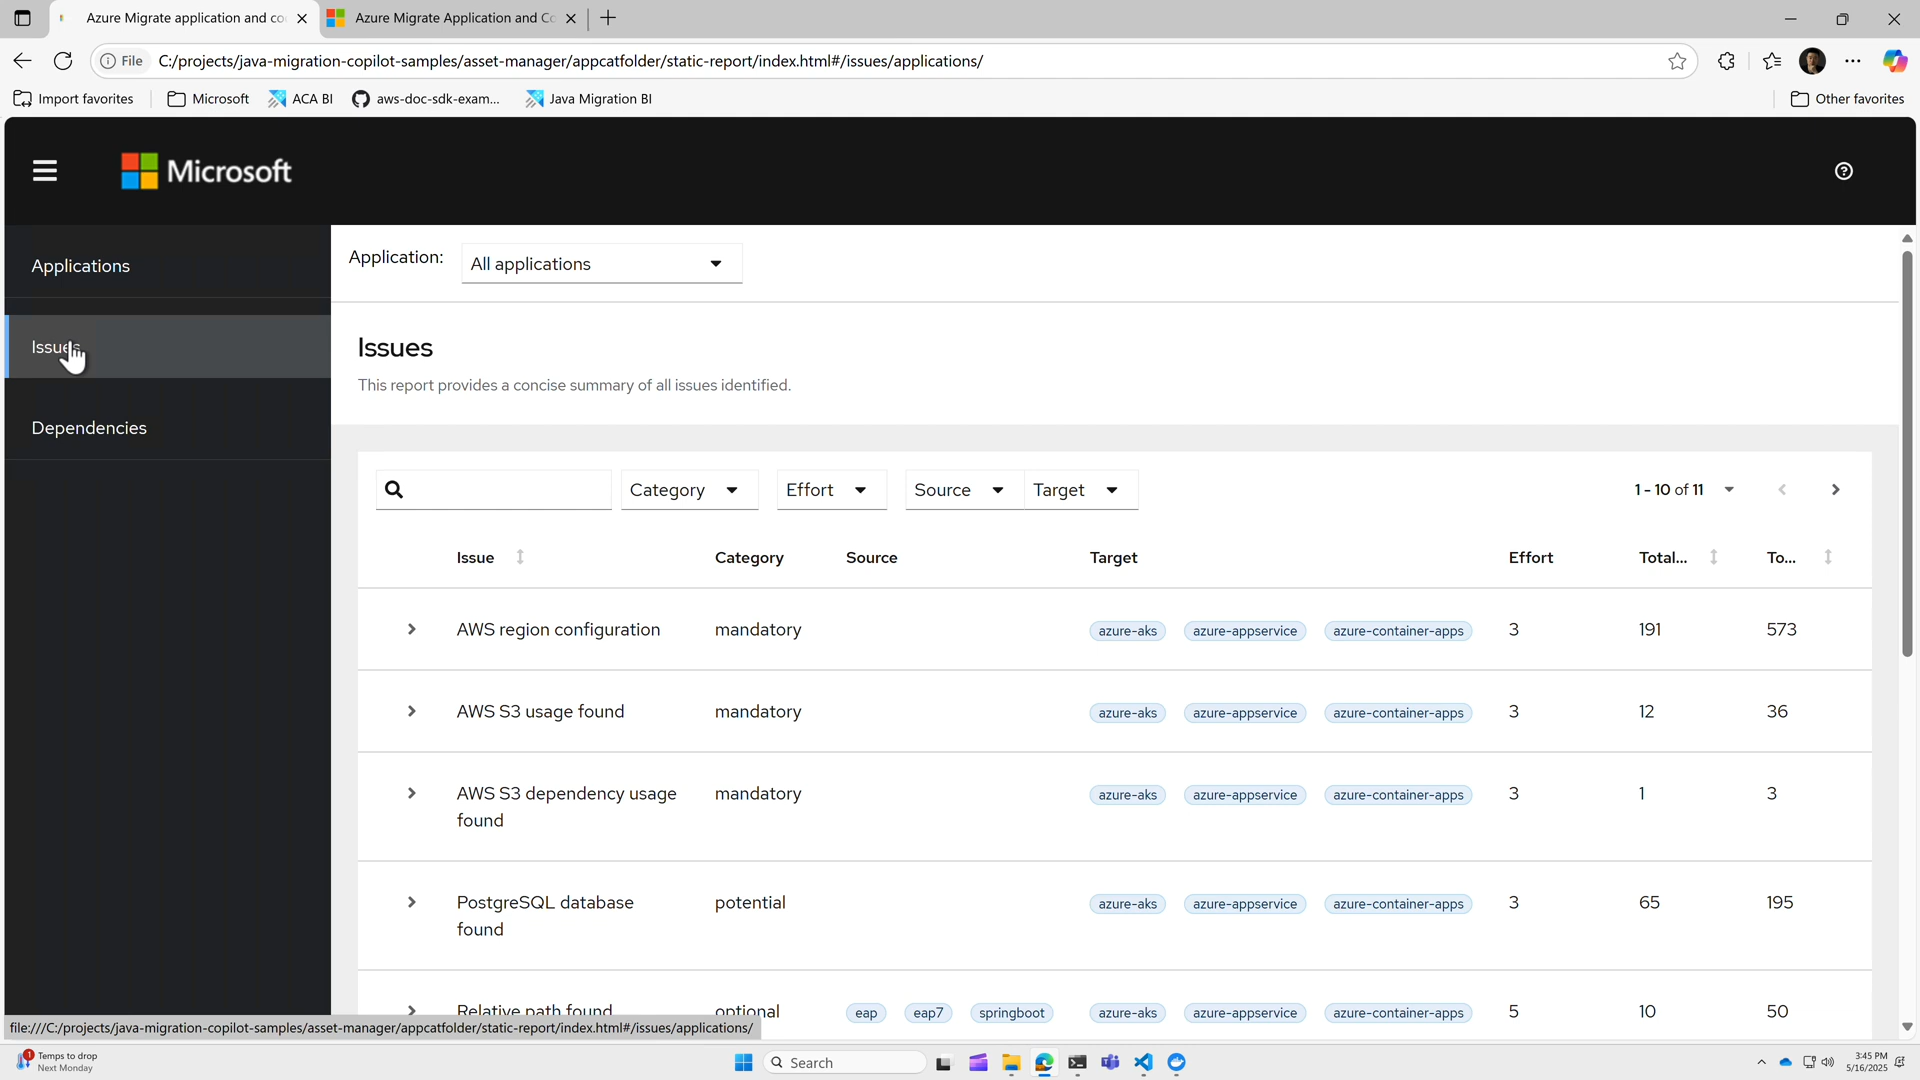 Azure Migrate application and co
Azure Migrate Application and Co
File
C:/projects/java-migration-copilot-samples/asset-manager/appcatfolder/static-report/index.html#/issues/applications/
Import favorites
Microsoft
ACA BI
aws-doc-sdk-exam...
Java Migration BI
Other favorites
Microsoft
Applications
Issues
Dependencies
Application:
All applications
Issues
This report provides a concise summary of all issues identified.
Category
Effort
Source
Target
1 - 10 of 11
Issue
Category
Source
Target
Effort
Total...
To...
AWS region configuration
mandatory
azure-aks
azure-appservice
azure-container-apps
3
191
573
AWS S3 usage found
mandatory
azure-aks
azure-appservice
azure-container-apps
3
12
36
AWS S3 dependency usage
found
mandatory
azure-aks
azure-appservice
azure-container-apps
3
1
3
PostgreSQL database
found
potential
azure-aks
azure-appservice
azure-container-apps
3
65
195
Relative path found
optional
eap
eap7
springboot
azure-aks
azure-appservice
azure-container-apps
5
10
50
file:///C:/projects/java-migration-copilot-samples/asset-manager/appcatfolder/static-report/index.html#/issues/applications/
1
Temps to drop
Next Monday
Search
3:45 PM
5/16/2025